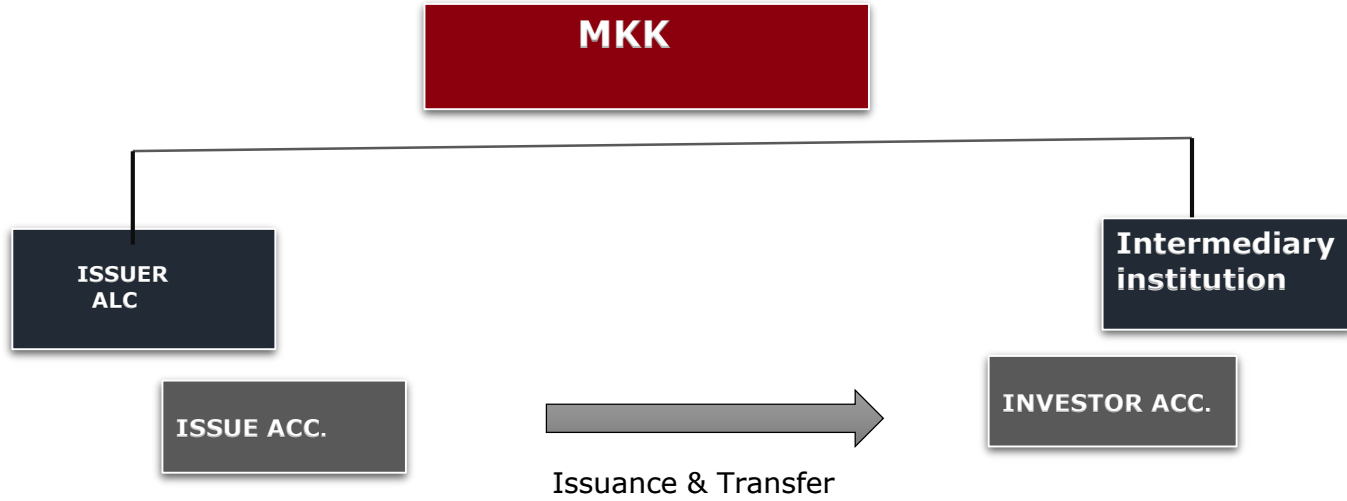 MKK
ISSUER
ALC
Intermediary
institution
ISSUE ACC.
INVESTOR ACC.
Issuance & Transfer